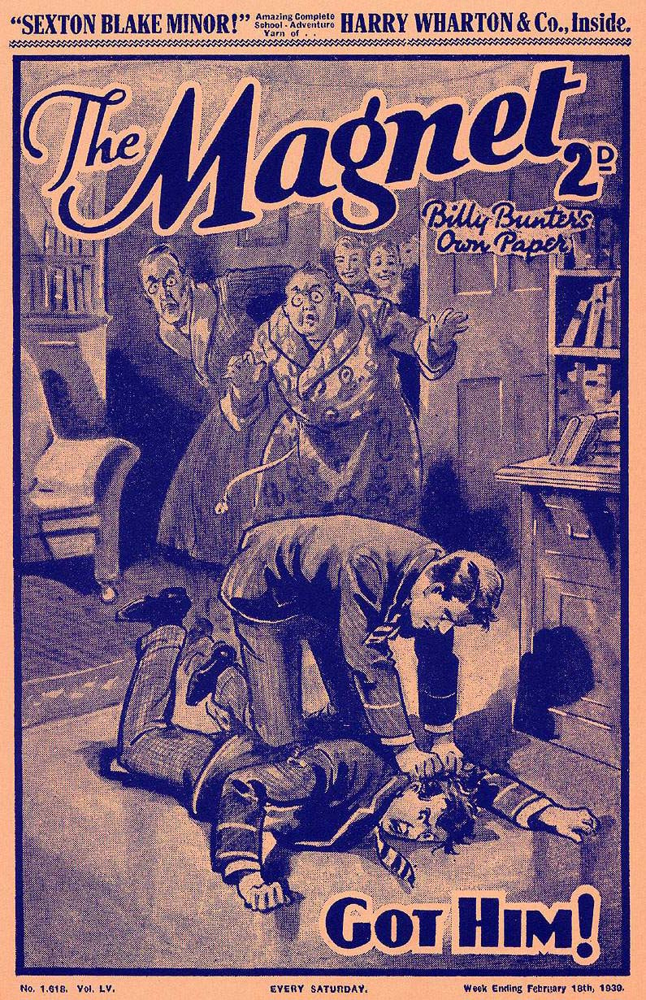 "SEXTON BLAKE MINOR!" Amazing Complete School-Adventure Yarn of . . HARRY WHARTON & Co., Inside.
The Magnet
2D
Billy Bunter's
Own Paper
GOT HIM!
No. 1,618. Vol. LV. EVERY SATURDAY. Week Ending February 18th, 1939.